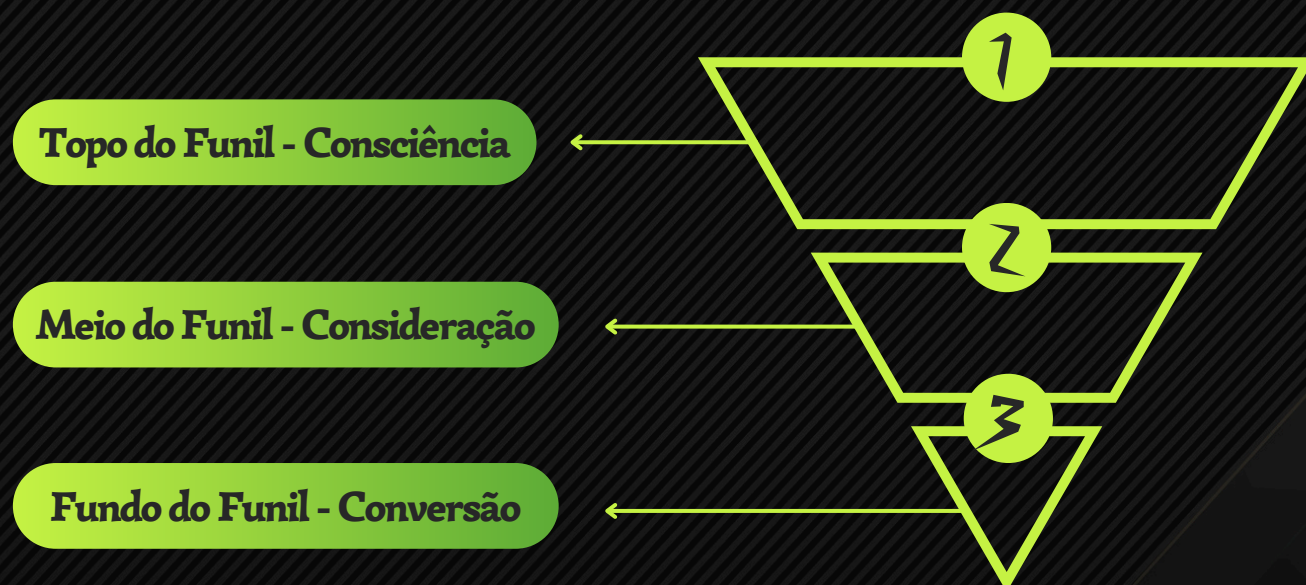 1
Topo do Funil - Consciência
2
Meio do Funil - Consideração
3
Fundo do Funil - Conversão